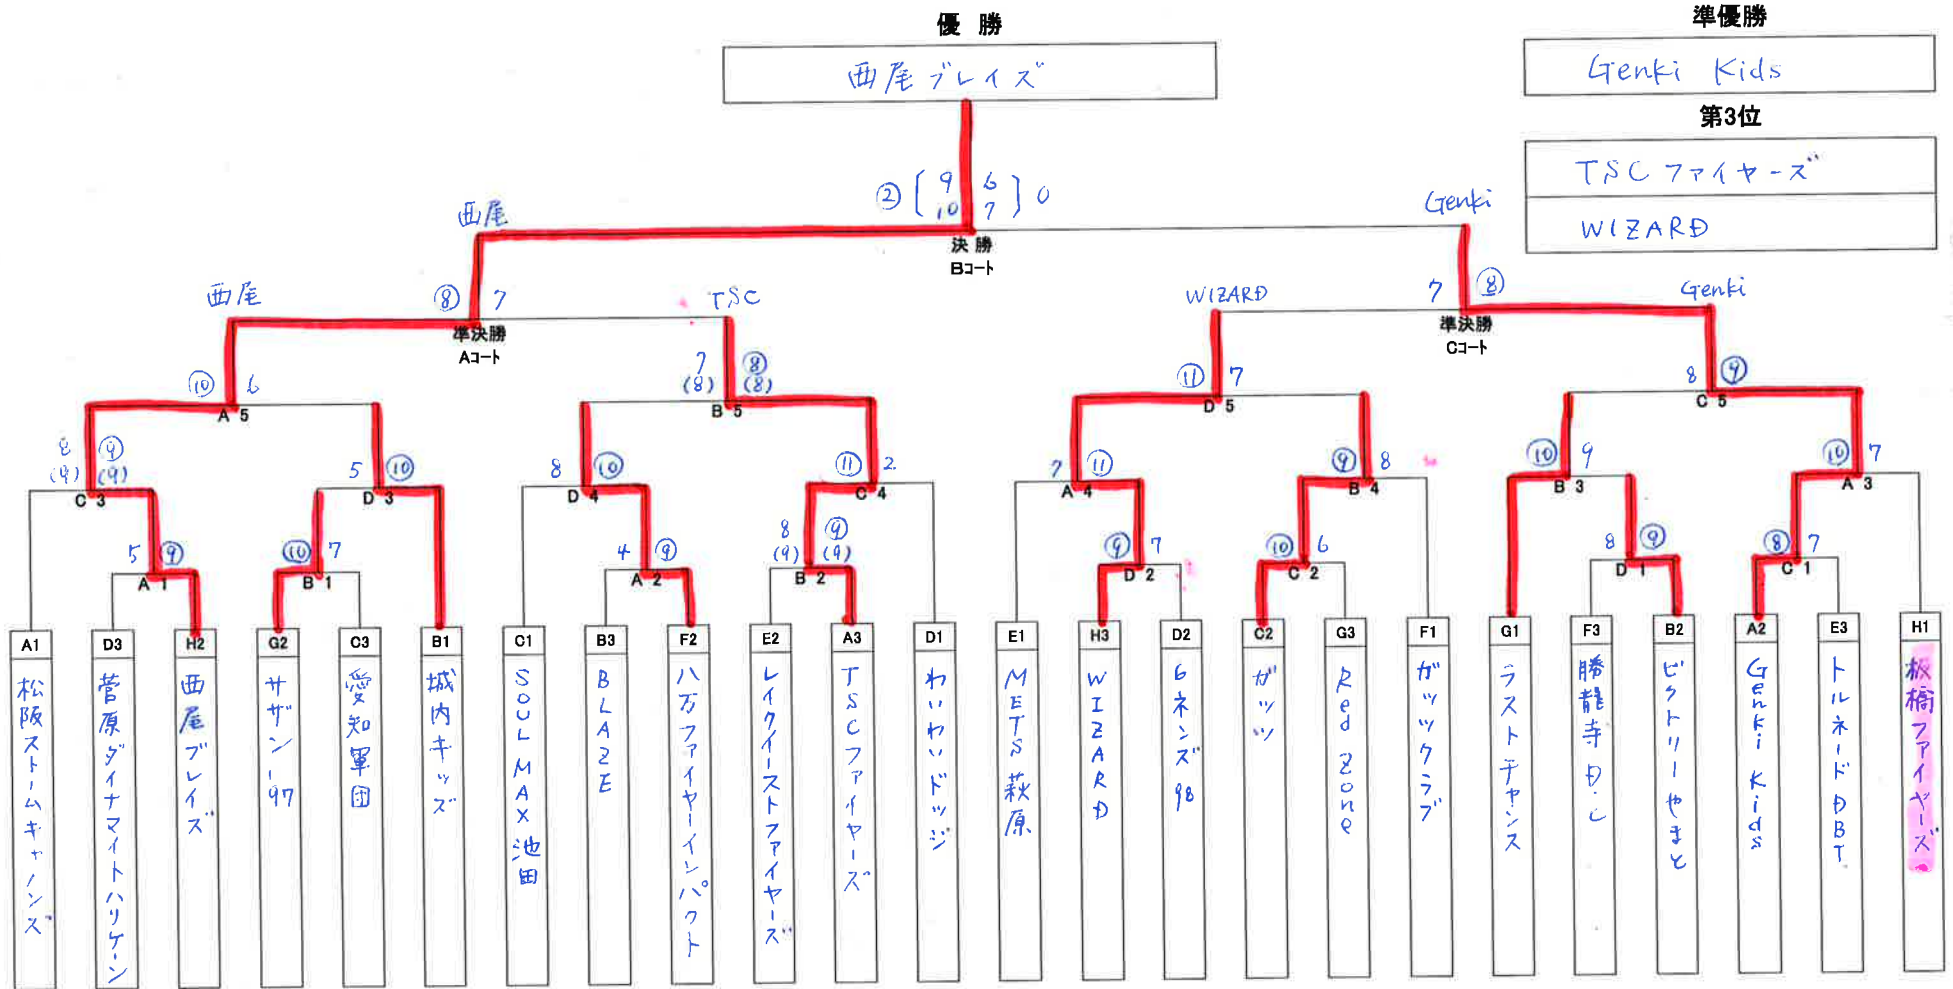 優 勝
準優勝
西尾ブレイズ
Genki Kids
第3位
TSCファイヤーズ
WIZARD
② [ 9 6 ] 0
10 7
西尾
Genki
決 勝
Bコート
西尾
⑧ 7
TSC
WIZARD
7 ⑧
Genki
準決勝
Aコート
準決勝
Cコート
⑩ 6
7 ⑧
(8) (8)
⑪ 7
8 ⑨
A 5
B 5
D 5
C 5
8 ⑨
(9) (9)
5 ⑩
8 ⑩
⑪ 2
7 ⑪
⑨ 8
⑩ 9
⑩ 7
C 3
D 3
D 4
C 4
A 4
B 4
B 3
A 3
5 ⑨
⑩ 7
4 ⑨
8 ⑨
(9) (9)
⑨ 7
⑩ 6
8 ⑨
⑧ 7
A 1
B 1
A 2
B 2
D 2
C 2
D 1
C 1
A1
松阪ストームキャノンズ
D3
菅原ダイナマイトハリケーン
H2
西尾ブレイズ
G2
サザン-97
C3
愛知軍団
B1
城内キッズ
C1
SOUL MAX 池田
B3
BLAZE
F2
八万ファイヤーインパクト
E2
レイクイーストファイヤーズ
A3
TSCファイヤーズ
D1
わいわいドッジ
E1
METS萩原
H3
WIZARD
D2
6ネンズ98
C2
ガッツ
G3
Red Zone
F1
ガッツクラブ
G1
ラストチャンス
F3
勝龍寺D.C
B2
ビクトリーやまと
A2
Genki Kids
E3
トルネードDBT
H1
板橋ファイヤーズ